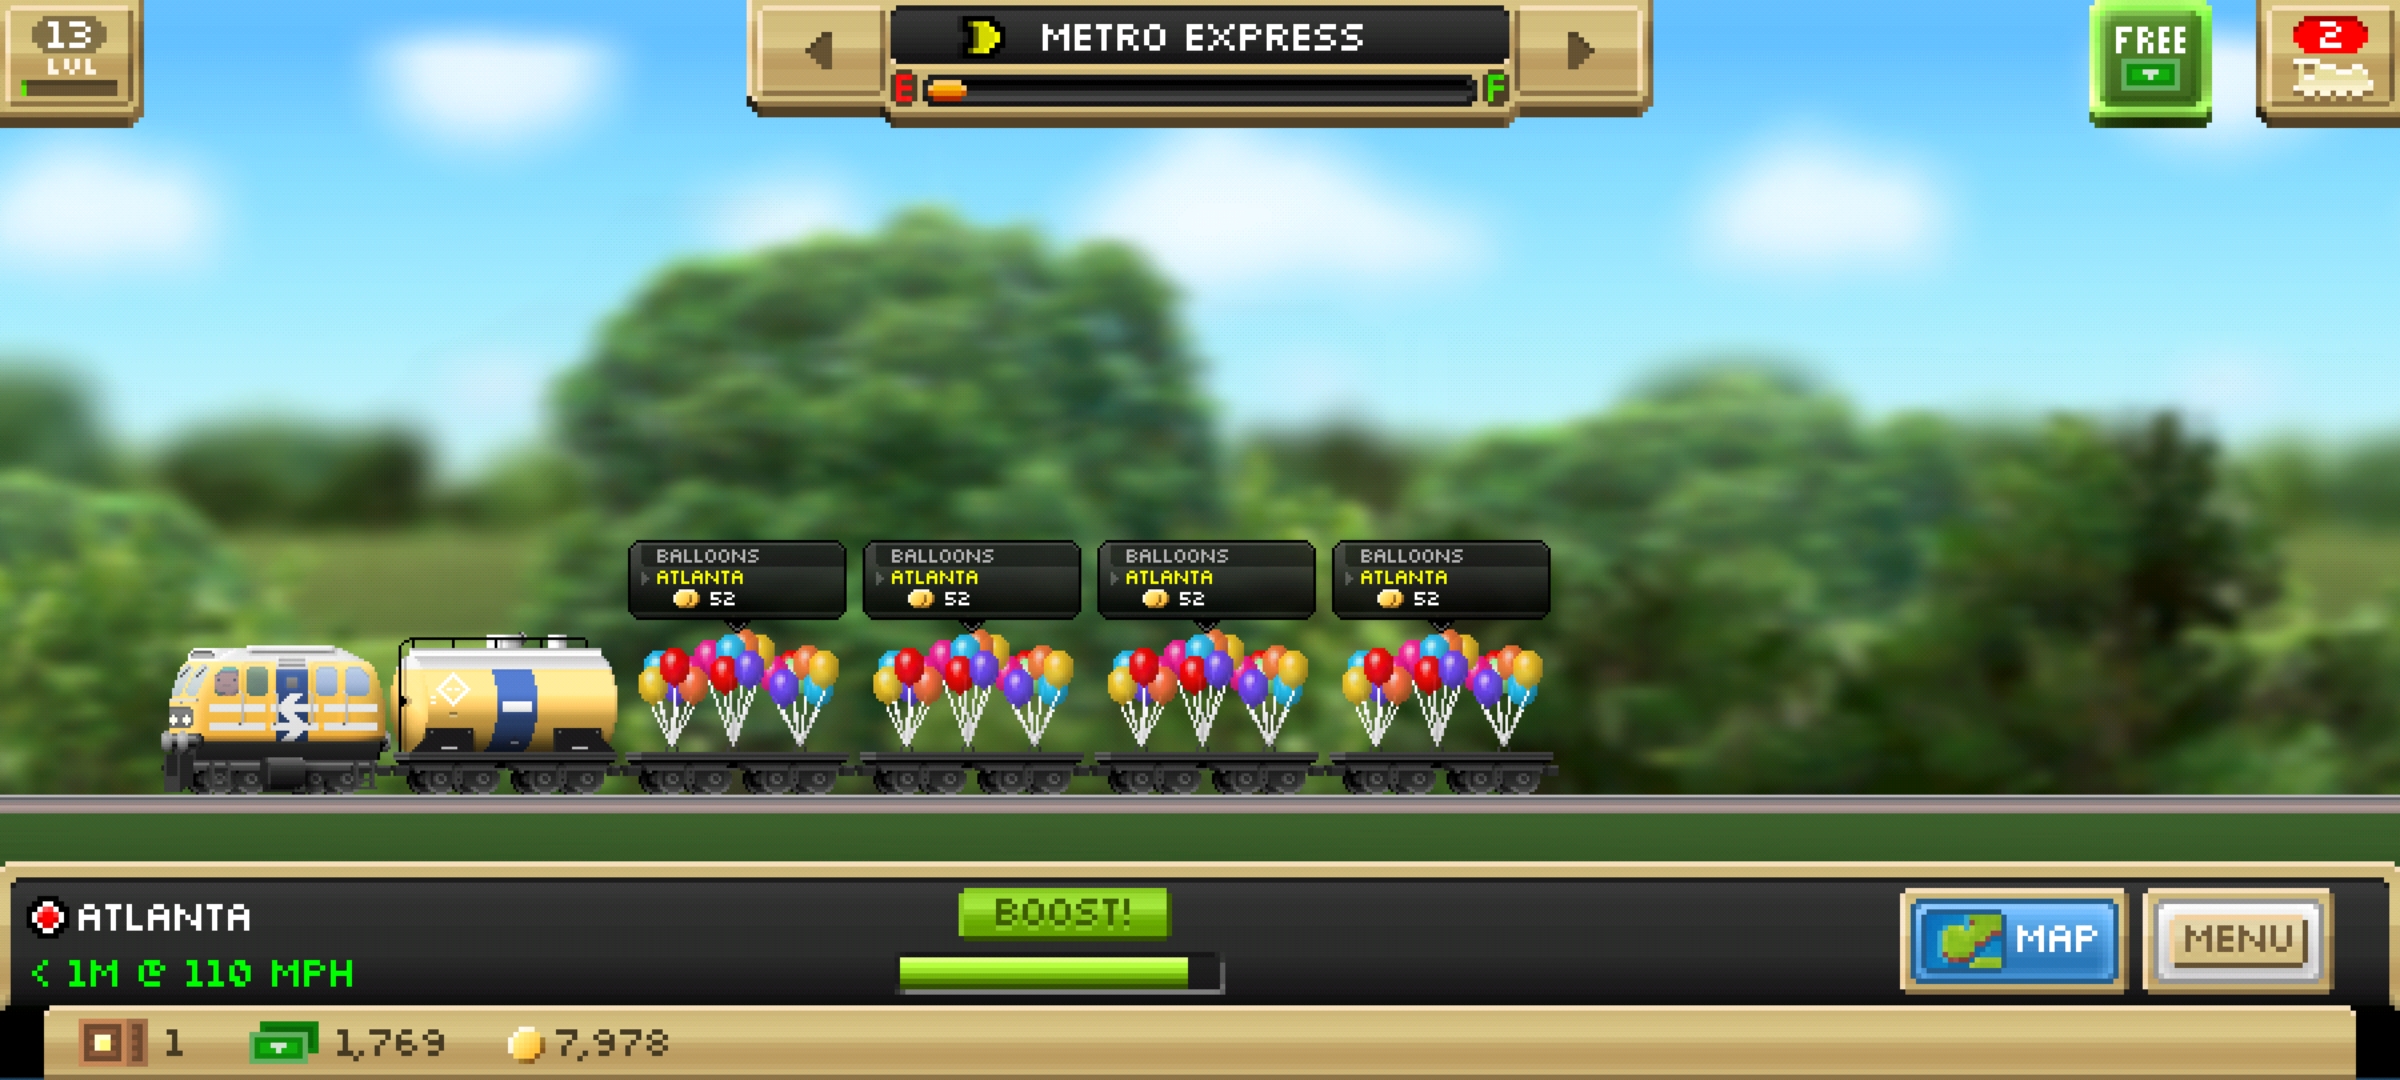 13
LVL
METRO EXPRESS
E F
FREE
2
BALLOONS
ATLANTA
52
BALLOONS
ATLANTA
52
BALLOONS
ATLANTA
52
BALLOONS
ATLANTA
52
ATLANTA
< 1M @ 110 MPH
BOOST!
MAP
MENU
1 1,769 7,978